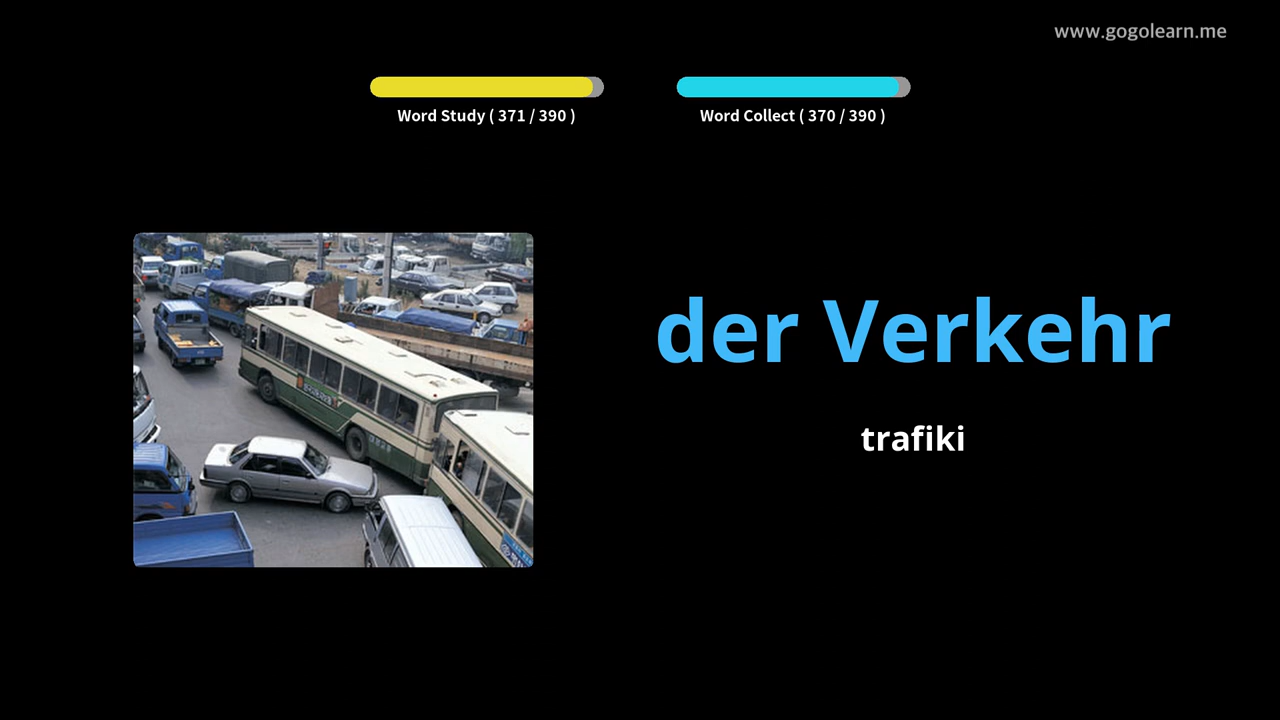 www.gogolearn.me
Word Study ( 371 / 390 )
Word Collect ( 370 / 390 )
der Verkehr
trafiki